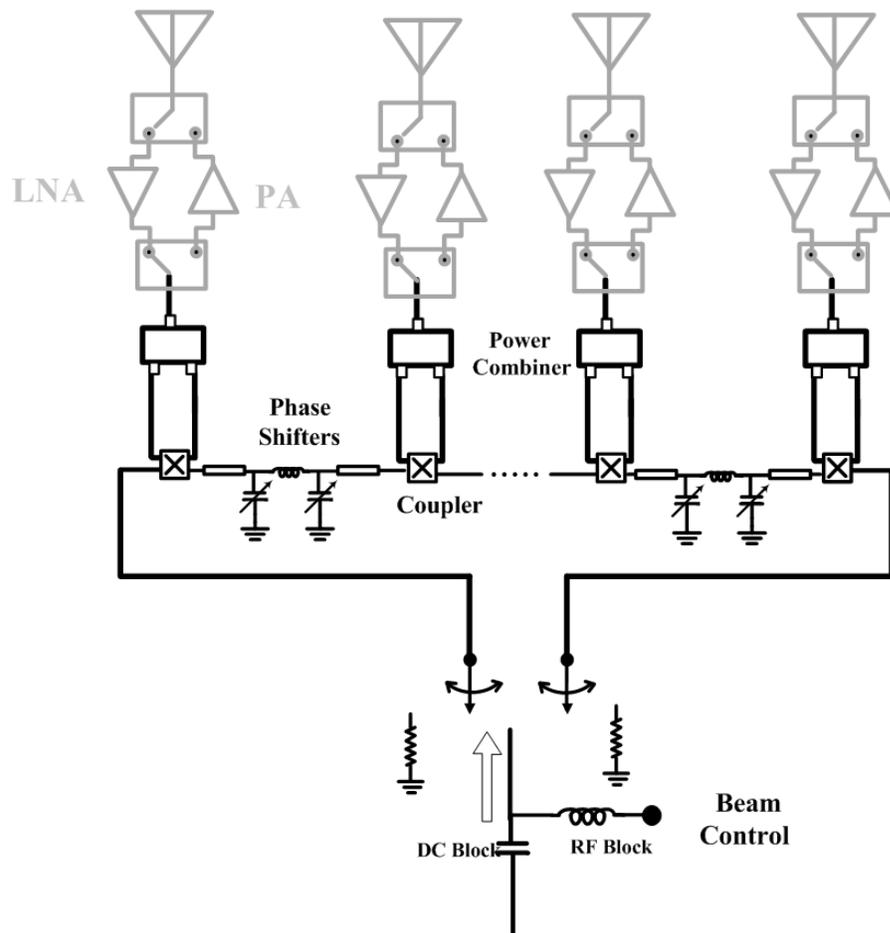 LNA
PA
Power
Combiner
Phase
Shifters
Coupler
Beam
Control
DC Block
RF Block